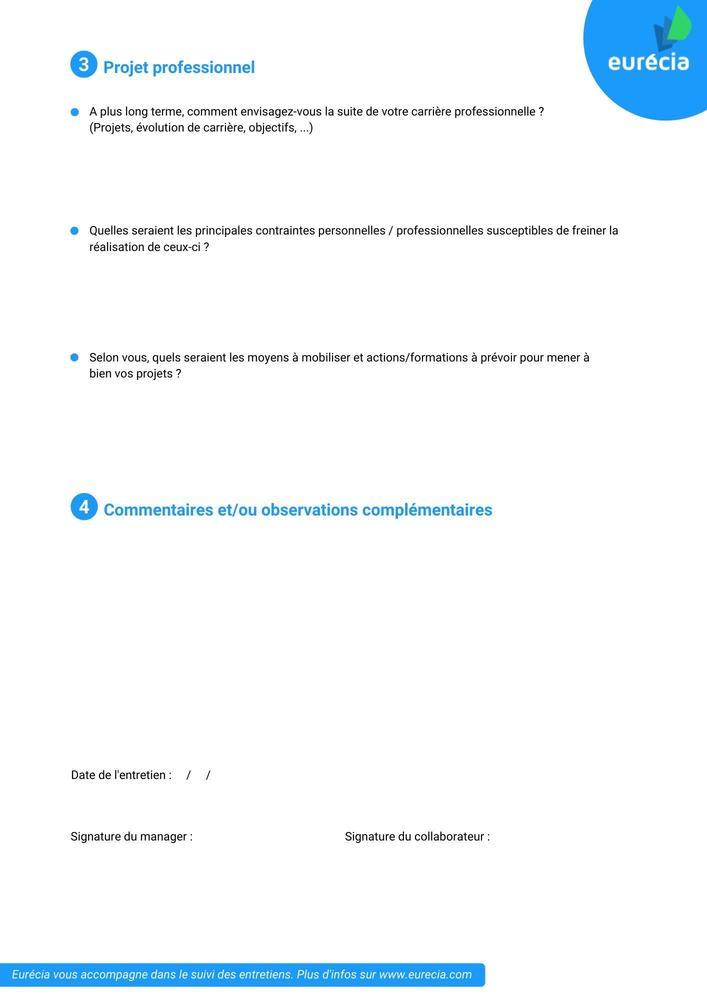 eurécia
3 Projet professionnel
A plus long terme, comment envisagez-vous la suite de votre carrière professionnelle ?
(Projets, évolution de carrière, objectifs, ...)
Quelles seraient les principales contraintes personnelles / professionnelles susceptibles de freiner la
réalisation de ceux-ci ?
Selon vous, quels seraient les moyens à mobiliser et actions/formations à prévoir pour mener à
bien vos projets ?
4 Commentaires et/ou observations complémentaires
Date de l'entretien : / /
Signature du manager : Signature du collaborateur :
Eurécia vous accompagne dans le suivi des entretiens. Plus d'infos sur www.eurecia.com